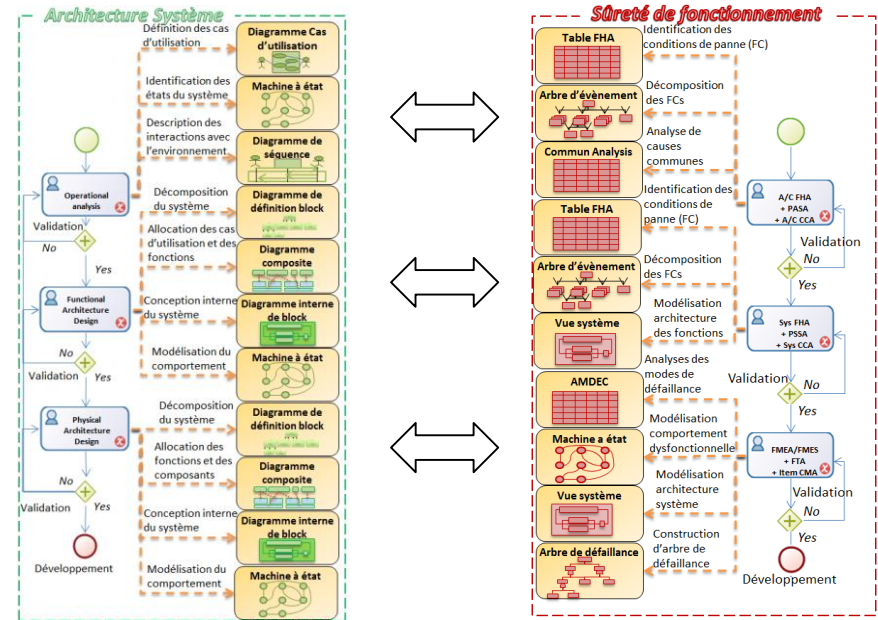 Architecture Système
Définition des cas
d'utilisation
Diagramme Cas
d'utilisation
Identification des
états du système
Machine à état
Description des
interactions avec
l'environnement
Diagramme de
séquence
Operational
analysis
Validation
No
Yes
Décomposition
du système
Diagramme de
définition block
Allocation des cas
d'utilisation et des
fonctions
Diagramme
composite
Functional
Architecture
Design
Conception interne
du système
Diagramme interne
de block
No
Validation
Yes
Modélisation du
comportement
Machine à état
Physical
Architecture
Design
Décomposition
du système
Diagramme de
définition block
Allocation des
fonctions et des
composants
Diagramme
composite
No
Validation
Yes
Conception interne
du système
Diagramme interne
de block
Développement
Modélisation du
comportement
Machine à état
Sûreté de fonctionnement
Table FHA
Identification des
conditions de panne (FC)
Arbre d'évènement
Décomposition
des FCs
Commun Analysis
Analyse de
causes
communes
A/C FHA
+ PASA
+ A/C CCA
Validation
No
Yes
Table FHA
Identification des
conditions de
panne (FC)
Arbre d'évènement
Décomposition
des FCs
Vue système
Modélisation
architecture
des fonctions
Sys FHA
+ PSSA
+ Sys CCA
Validation
No
Yes
AMDEC
Analyses des
modes de
défaillance
Machine a état
Modélisation
comportement
dysfonctionnelle
Vue système
Modélisation
architecture
système
FMEA/FMES
+ FTA
+ Item CMA
Validation
No
Yes
Arbre de défaillance
Construction
d'arbre de
défaillance
Développement